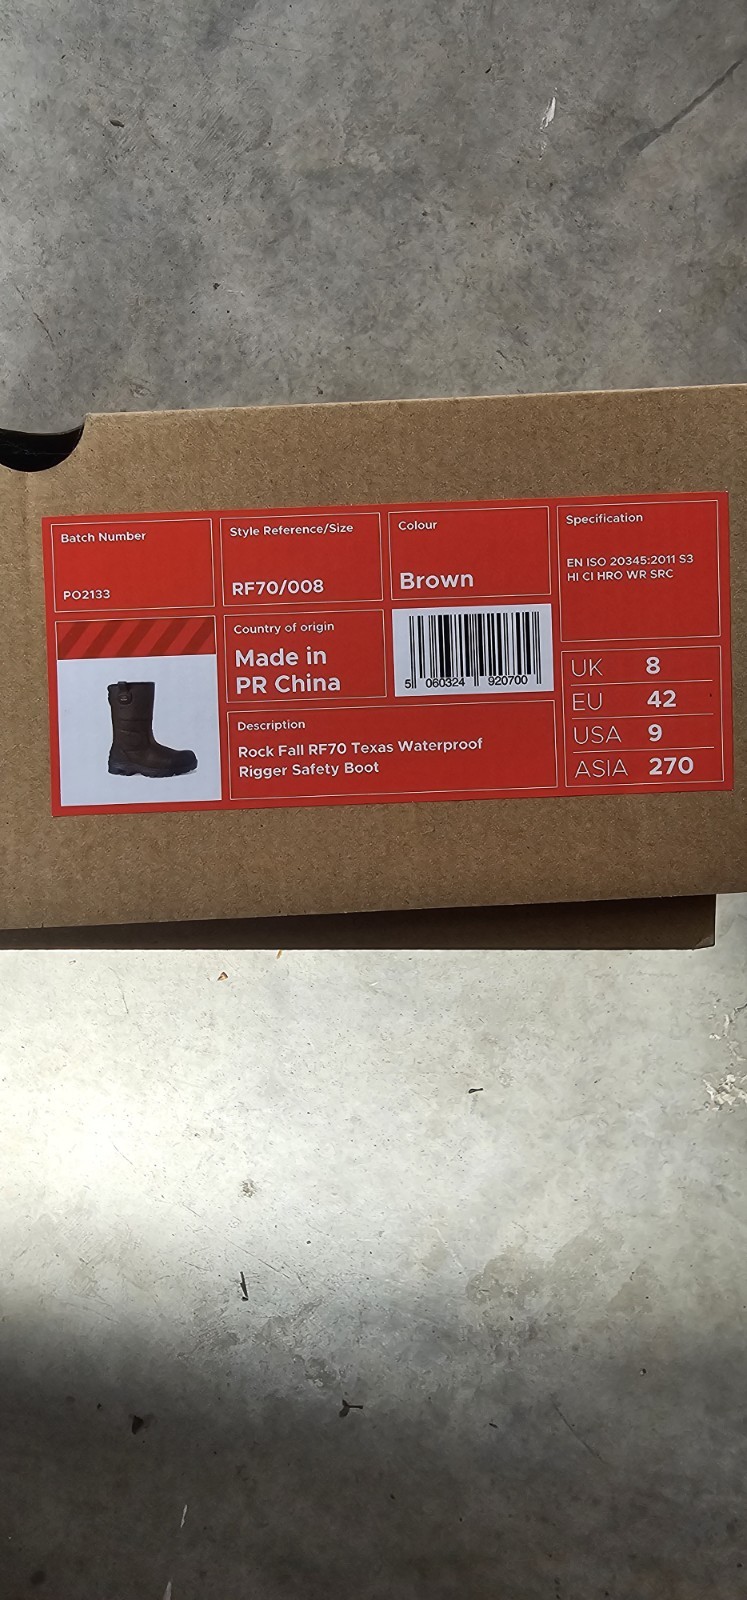 Batch Number
PO2133
Style Reference/Size
RF70/008
Colour
Brown
Specification
EN ISO 20345:2011 S3
HI CI HRO WR SRC
Country of origin
Made in
PR China
5 060324 920700
Description
Rock Fall RF70 Texas Waterproof
Rigger Safety Boot
UK 8
EU 42
USA 9
ASIA 270